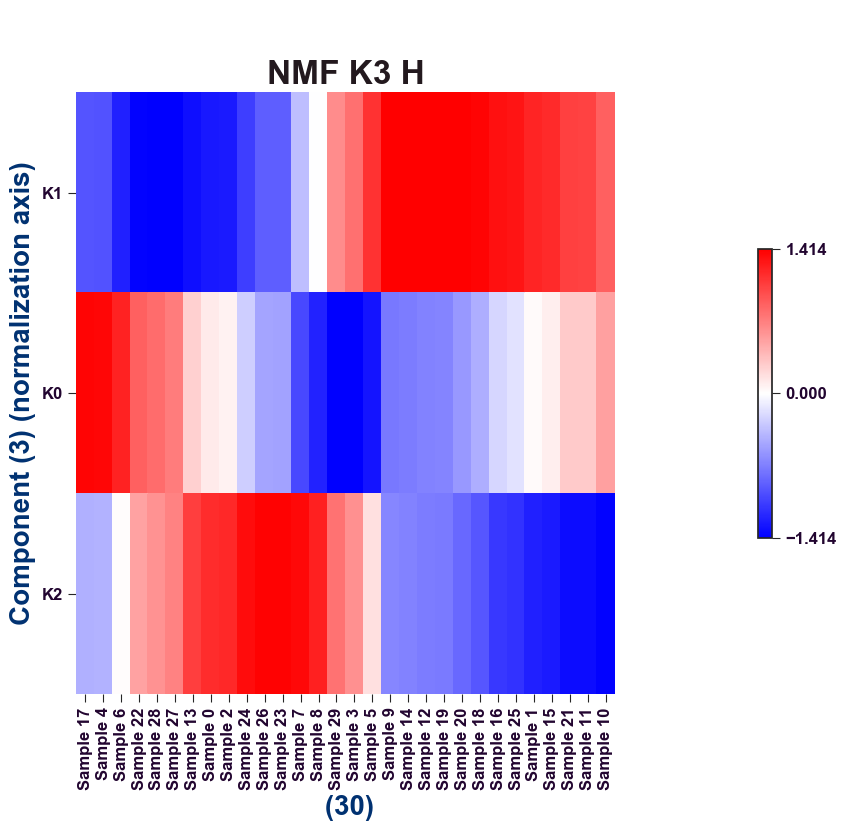 NMF K3 H
Component (3) (normalization axis)
K1
K0
K2
1.414
0.000
−1.414
Sample 17
Sample 4
Sample 6
Sample 22
Sample 28
Sample 27
Sample 13
Sample 0
Sample 2
Sample 24
Sample 26
Sample 23
Sample 7
Sample 8
Sample 29
Sample 3
Sample 5
Sample 9
Sample 14
Sample 12
Sample 19
Sample 20
Sample 18
Sample 16
Sample 25
Sample 1
Sample 15
Sample 21
Sample 11
Sample 10
(30)